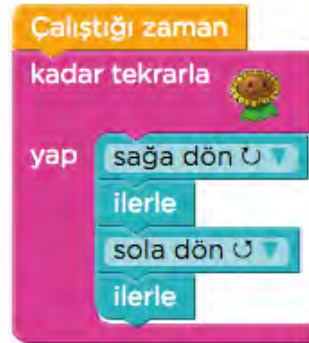 Çalıştığı zaman
kadar tekrarla
yap
sağa dön ↻ ▼
ilerle
sola dön ↺ ▼
ilerle